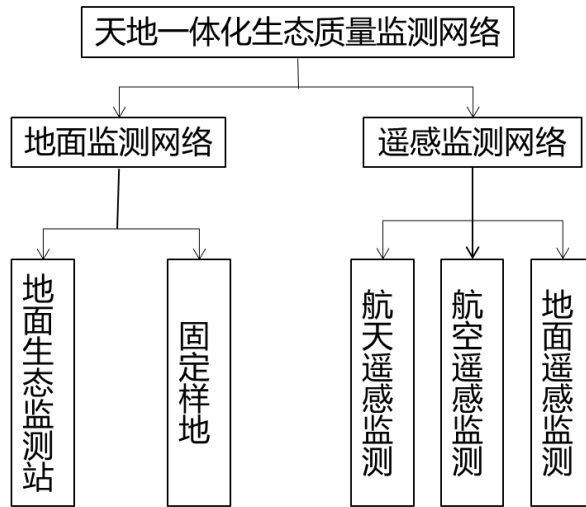 天地一体化生态质量监测网络
地面监测网络
遥感监测网络
地面生态监测站
固定样地
航天遥感监测
航空遥感监测
地面遥感监测